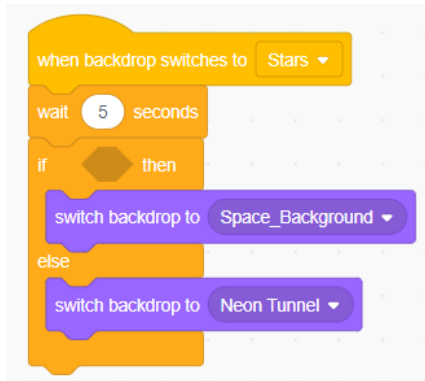 when backdrop switches to Stars
wait 5 seconds
if then
switch backdrop to Space_Background
else
switch backdrop to Neon Tunnel